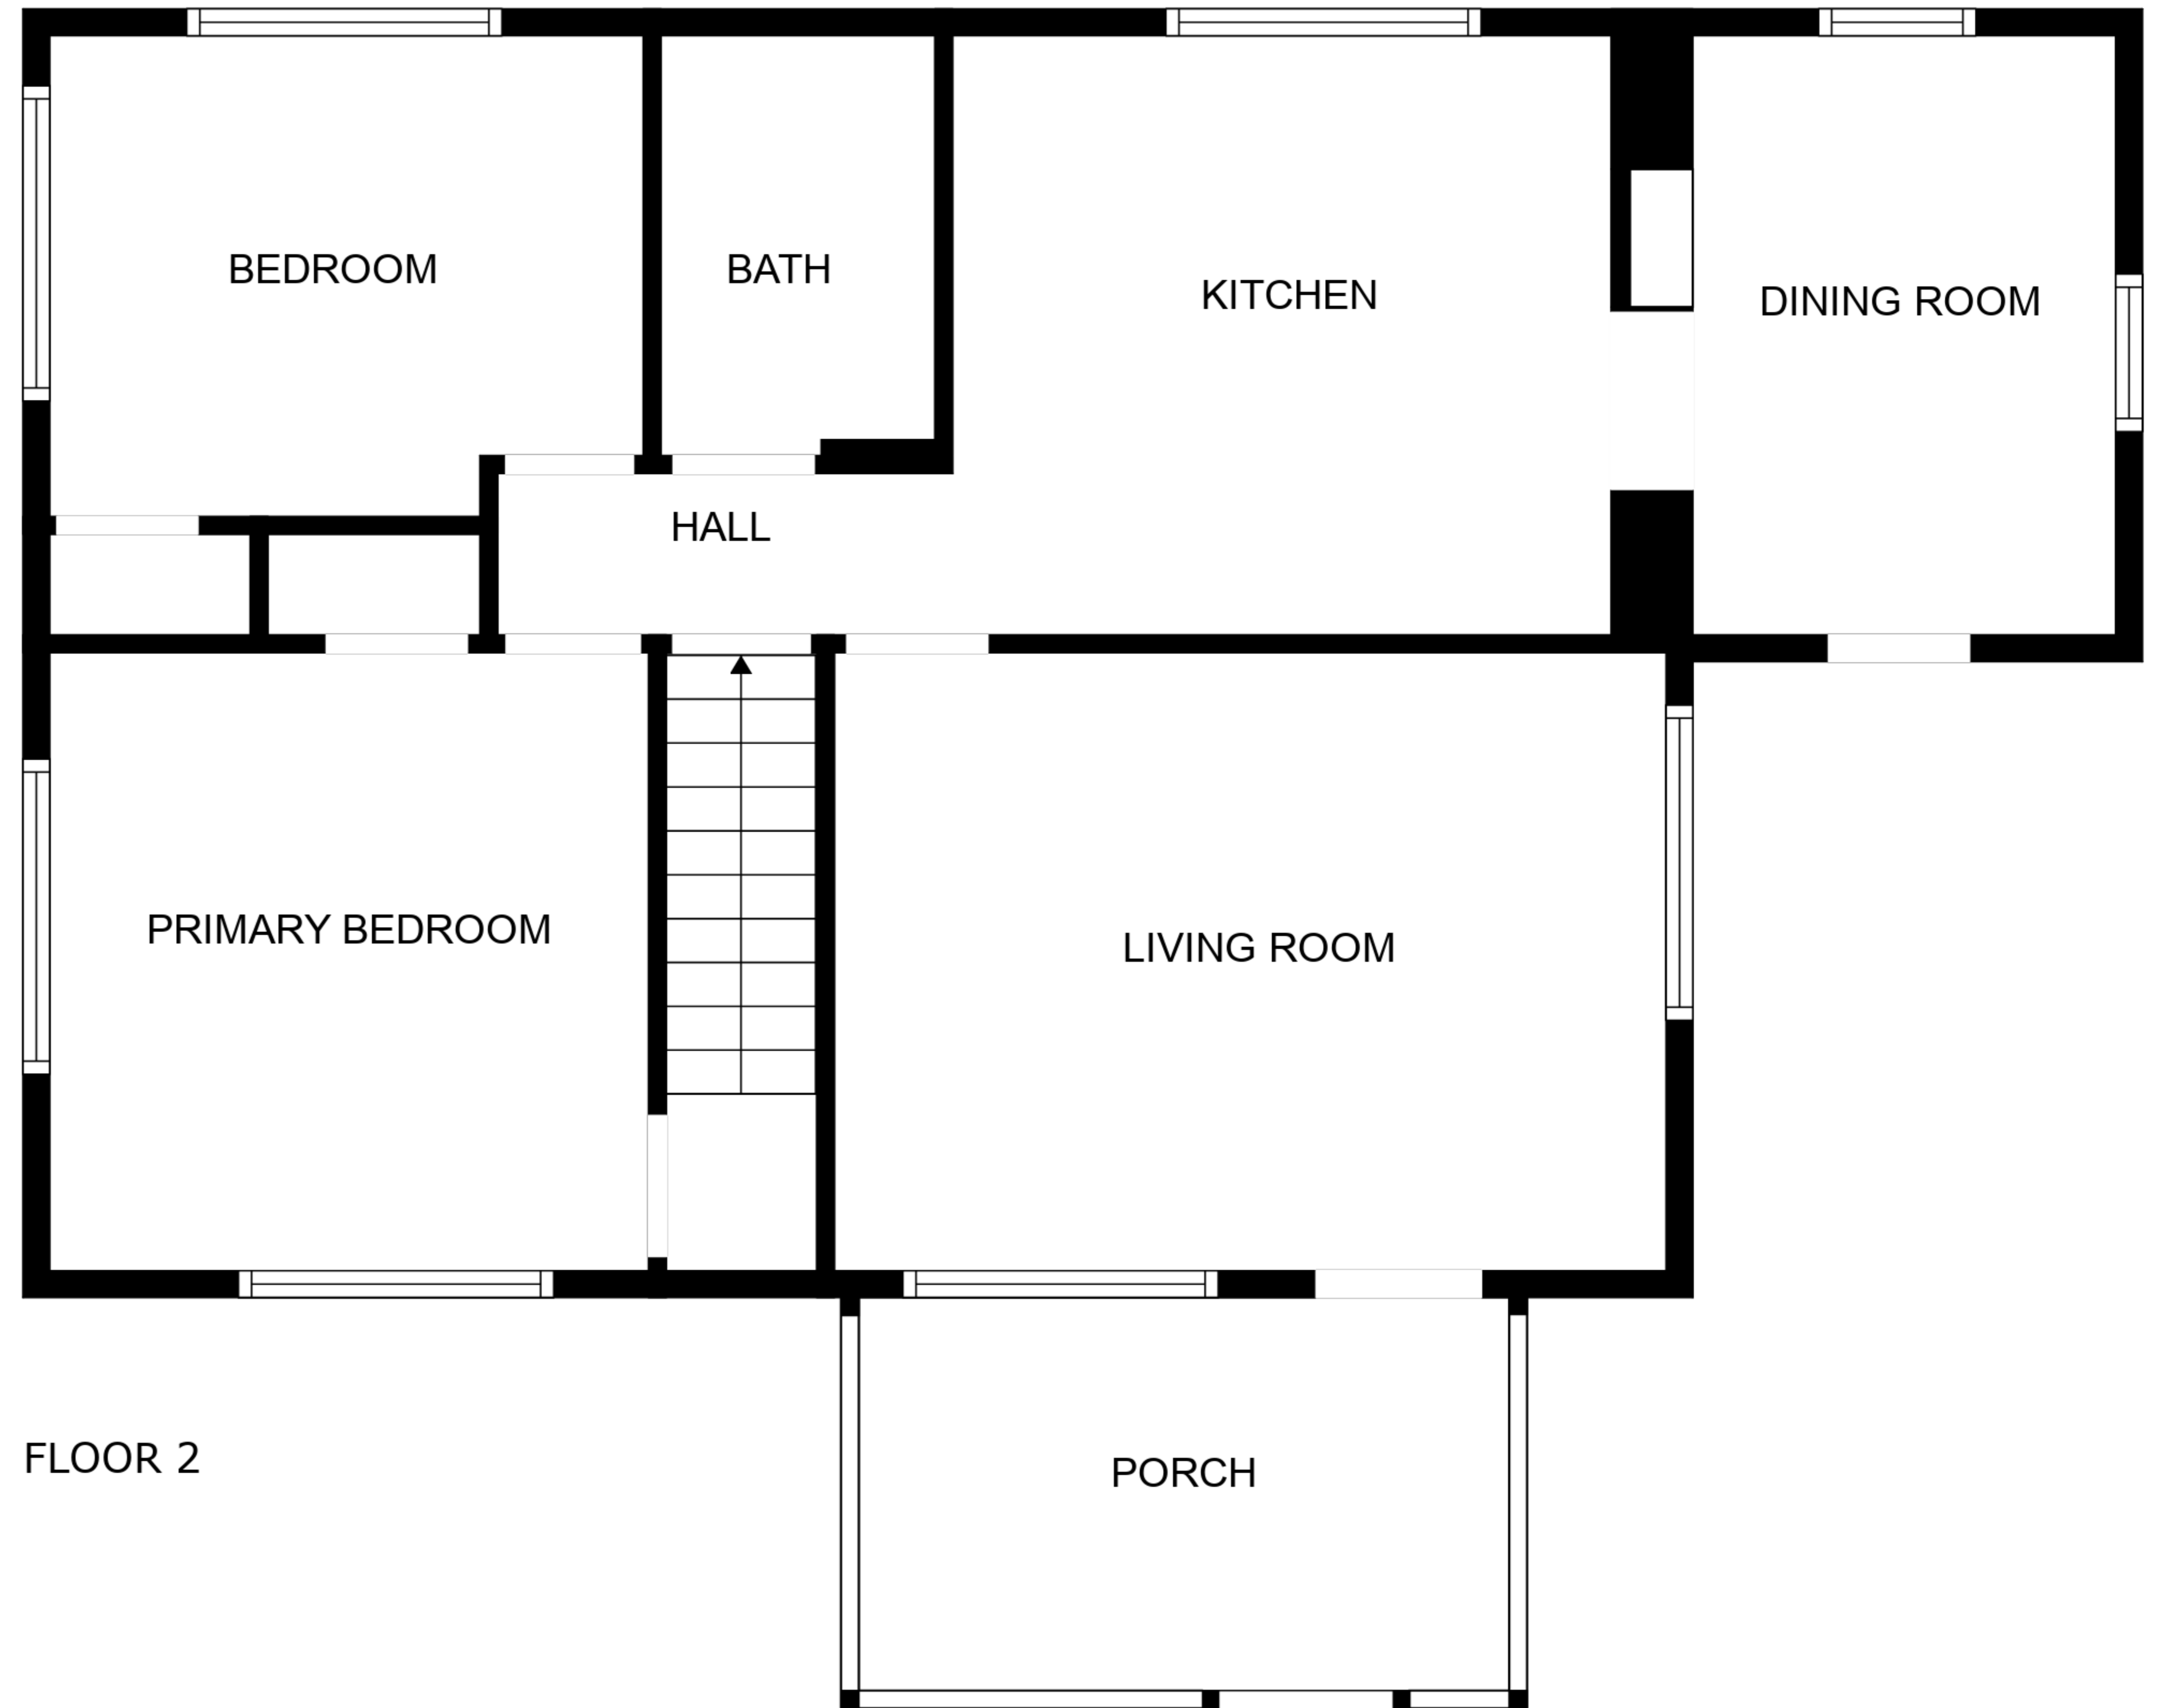 BEDROOM
BATH
KITCHEN
DINING ROOM
HALL
PRIMARY BEDROOM
LIVING ROOM
FLOOR 2
PORCH